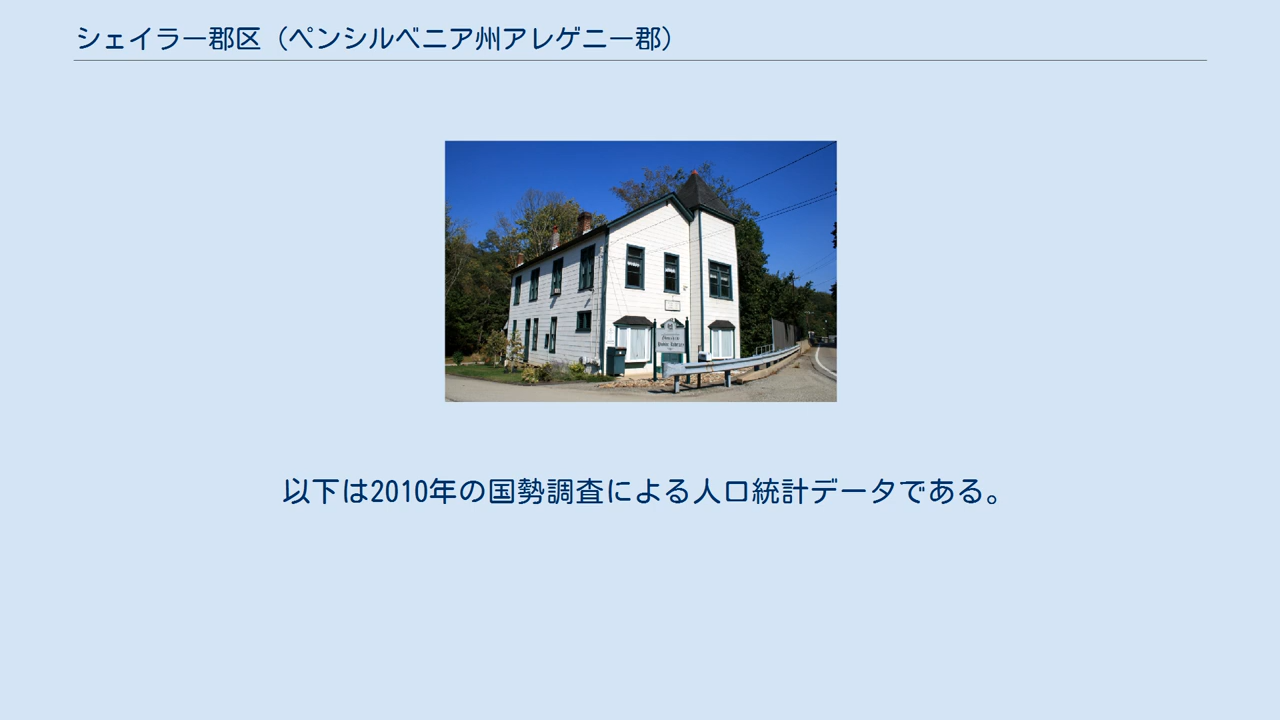 シェイラー郡区（ペンシルベニア州アレゲニー郡）
以下は2010年の国勢調査による人口統計データである。